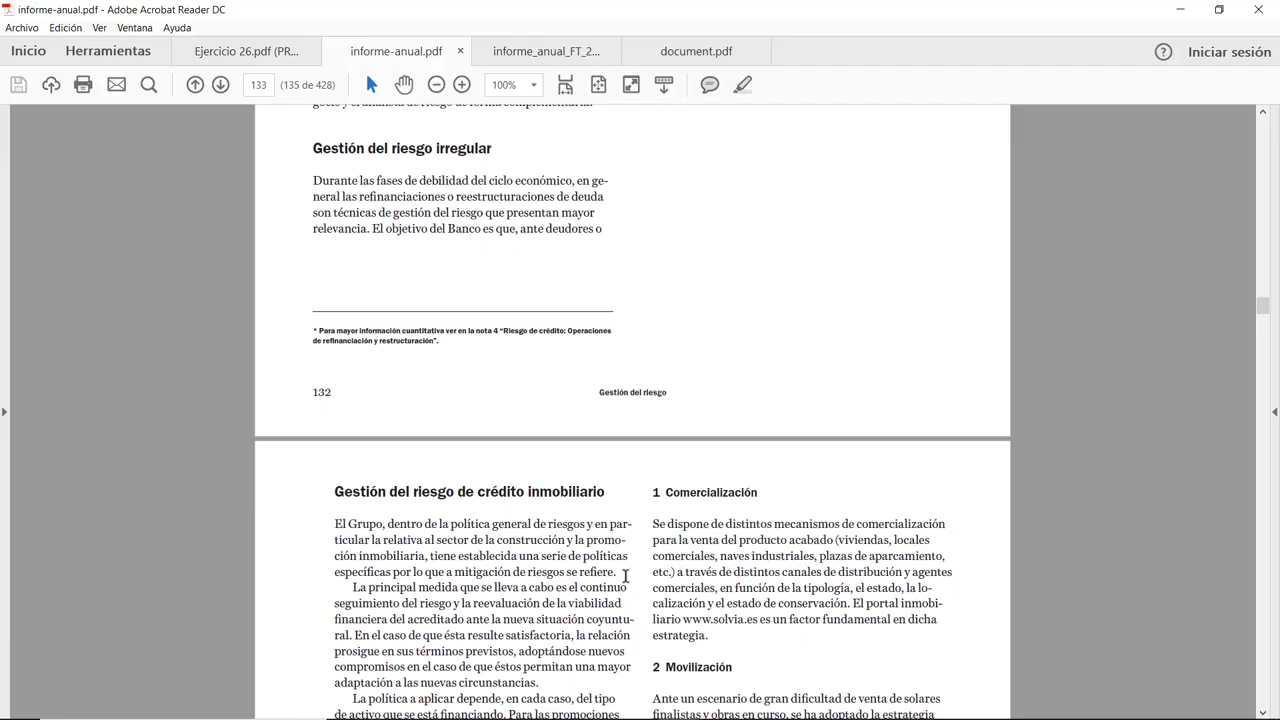 informe-anual.pdf - Adobe Acrobat Reader DC
Archivo Edición Ver Ventana Ayuda
Inicio Herramientas Ejercicio 26.pdf (PR... informe-anual.pdf × informe_anual_FT_2... document.pdf Iniciar sesión
133 (135 de 428) 100%
gocio y el analista de riesgo de forma complementaria.
Gestión del riesgo irregular
Durante las fases de debilidad del ciclo económico, en ge-
neral las refinanciaciones o reestructuraciones de deuda
son técnicas de gestión del riesgo que presentan mayor
relevancia. El objetivo del Banco es que, ante deudores o
* Para mayor información cuantitativa ver en la nota 4 “Riesgo de crédito: Operaciones
de refinanciación y restructuración”.
132 Gestión del riesgo
Gestión del riesgo de crédito inmobiliario
El Grupo, dentro de la política general de riesgos y en par-
ticular la relativa al sector de la construcción y la promo-
ción inmobiliaria, tiene establecida una serie de políticas
específicas por lo que a mitigación de riesgos se refiere.
La principal medida que se lleva a cabo es el continuo
seguimiento del riesgo y la reevaluación de la viabilidad
financiera del acreditado ante la nueva situación coyuntu-
ral. En el caso de que ésta resulte satisfactoria, la relación
prosigue en sus términos previstos, adoptándose nuevos
compromisos en el caso de que éstos permitan una mayor
adaptación a las nuevas circunstancias.
La política a aplicar depende, en cada caso, del tipo
de activo que se está financiando. Para las promociones
1 Comercialización
Se dispone de distintos mecanismos de comercialización
para la venta del producto acabado (viviendas, locales
comerciales, naves industriales, plazas de aparcamiento,
etc.) a través de distintos canales de distribución y agentes
comerciales, en función de la tipología, el estado, la lo-
calización y el estado de conservación. El portal inmobi-
liario www.solvia.es es un factor fundamental en dicha
estrategia.
2 Movilización
Ante un escenario de gran dificultad de venta de solares
finalistas y obras en curso, se ha adoptado la estrategia